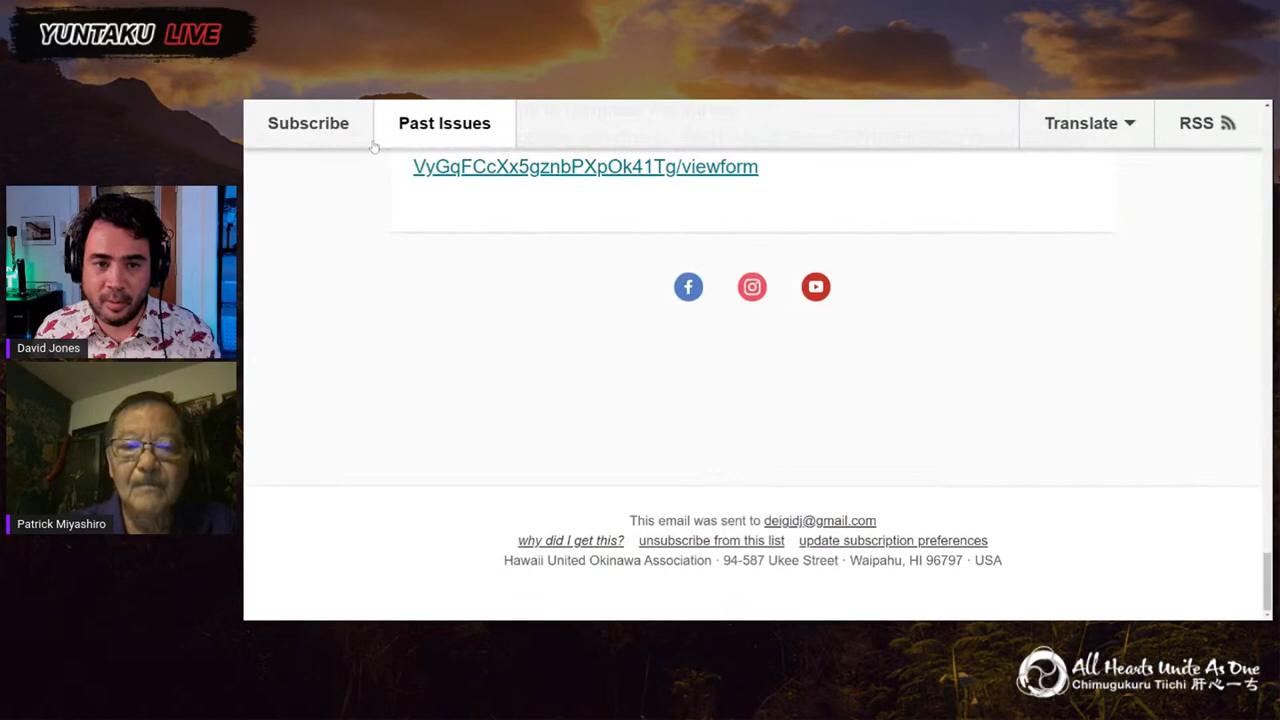 YUNTAKU LIVE
Subscribe
Past Issues
Translate
RSS
VyGqFCcXx5gznbPXpOk41Tg/viewform
David Jones
Patrick Miyashiro
This email was sent to deigidj@gmail.com
why did I get this? unsubscribe from this list update subscription preferences
Hawaii United Okinawa Association · 94-587 Ukee Street · Waipahu, HI 96797 · USA
All Hearts Unite As One
Chimugukuru Tiichi 肝心一ち